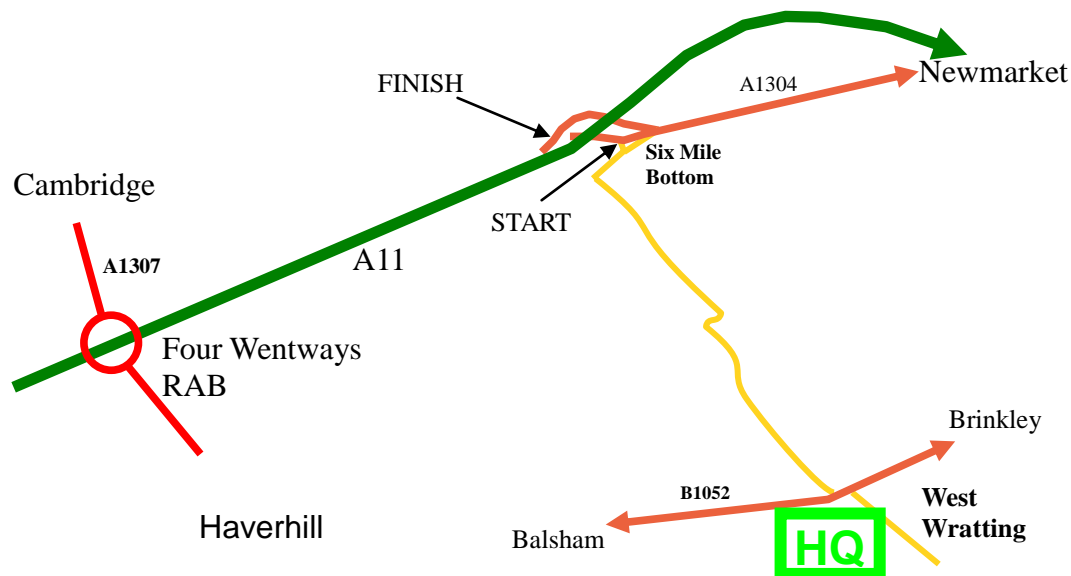 Newmarket
A1304
FINISH
Six Mile
Bottom
Cambridge
START
A1307
A11
Four Wentways
RAB
Brinkley
B1052
West
Wratting
Haverhill
Balsham
HQ